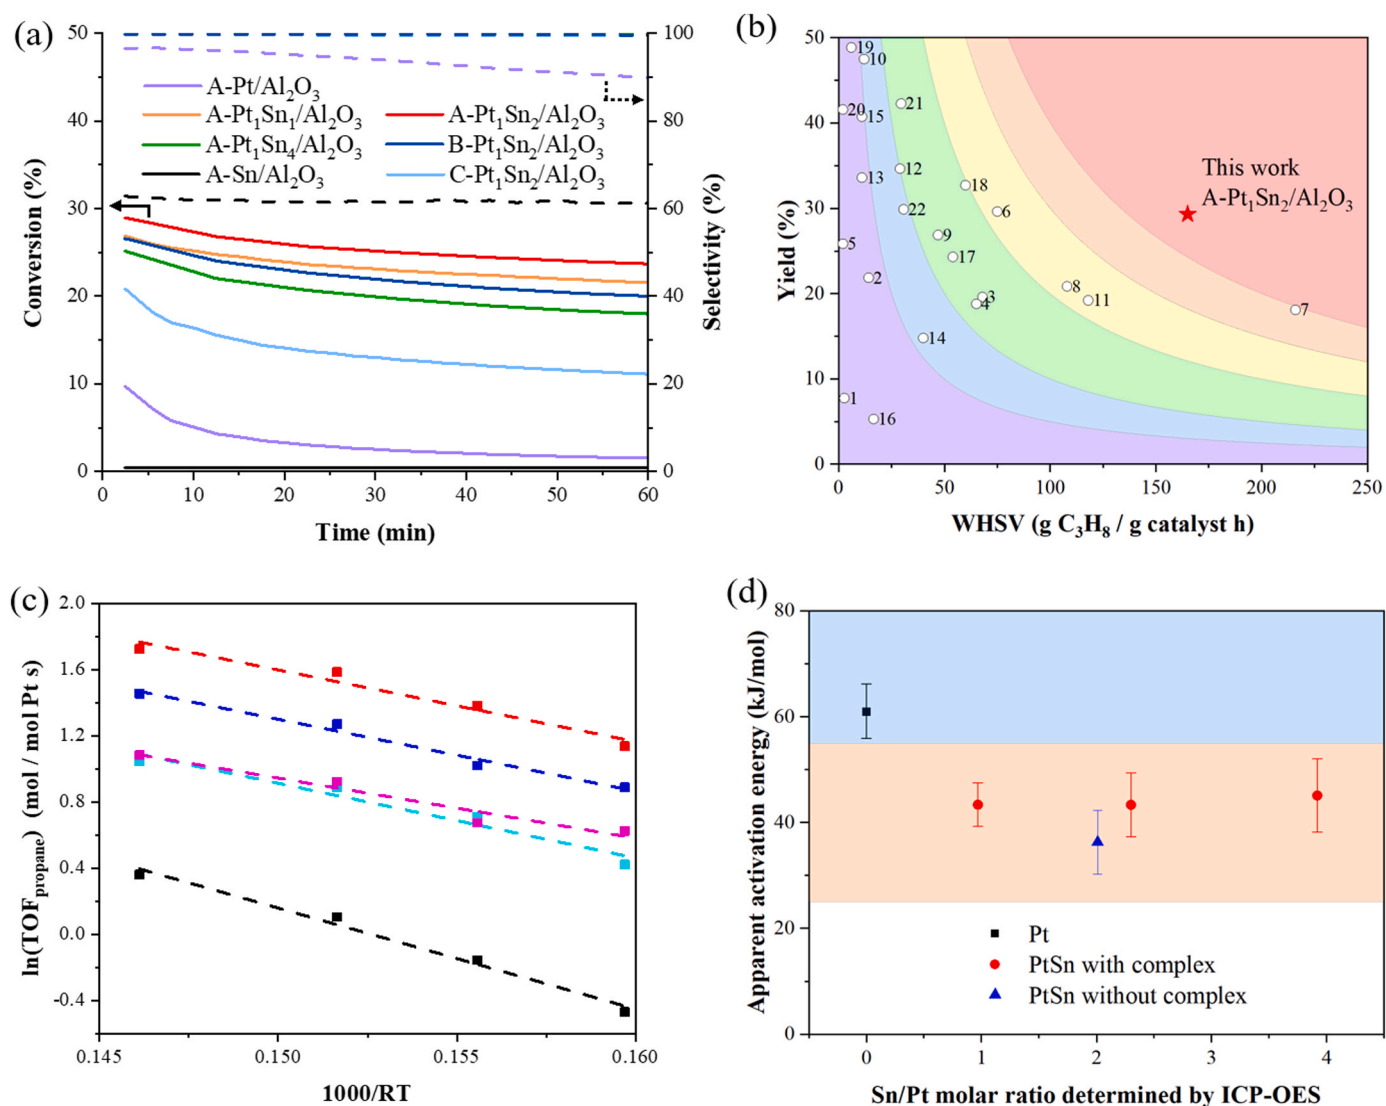 (a)
50
40
30
20
10
0
Conversion (%)
100
80
60
40
20
0
Selectivity (%)
A-Pt/Al₂O₃
A-Pt₁Sn₁/Al₂O₃
A-Pt₁Sn₂/Al₂O₃
A-Pt₁Sn₄/Al₂O₃
B-Pt₁Sn₂/Al₂O₃
A-Sn/Al₂O₃
C-Pt₁Sn₂/Al₂O₃
0 10 20 30 40 50 60
Time (min)
(b)
50
40
30
20
10
0
Yield (%)
19
10
20
15
21
13
12
18
6
22
5
9
17
2
8
3
4
11
7
14
1
16
This work
A-Pt₁Sn₂/Al₂O₃
0 50 100 150 200 250
WHSV (g C₃H₈ / g catalyst h)
(c)
2.0
1.6
1.2
0.8
0.4
0.0
-0.4
ln(TOFₚᵣₒₚₐₙₑ) (mol / mol Pt s)
0.145 0.150 0.155 0.160
1000/RT
(d)
80
60
40
20
0
Apparent activation energy (kJ/mol)
Pt
PtSn with complex
PtSn without complex
0 1 2 3 4
Sn/Pt molar ratio determined by ICP-OES